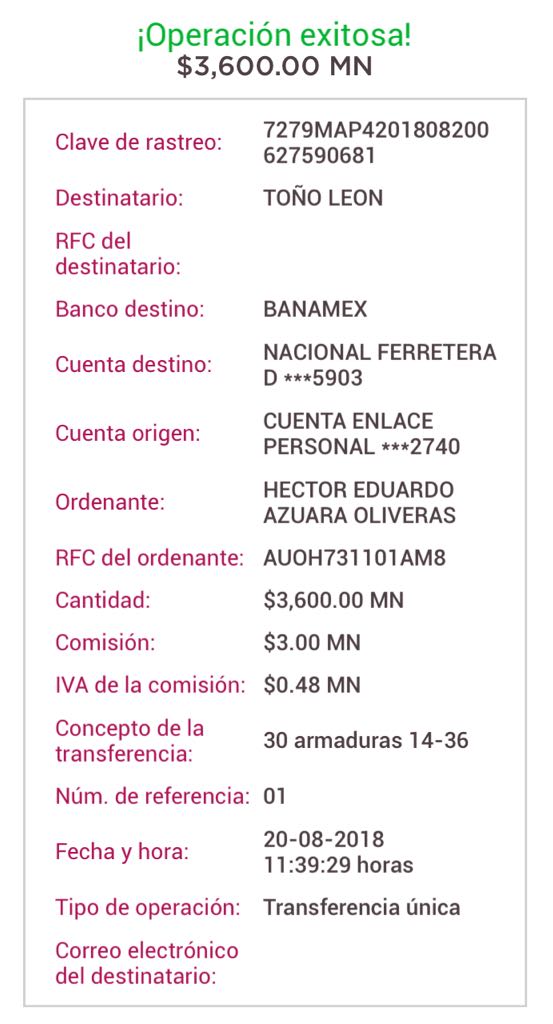 ¡Operación exitosa!
$3,600.00 MN
Clave de rastreo: 7279MAP4201808200
627590681
Destinatario: TOÑO LEON
RFC del
destinatario:
Banco destino: BANAMEX
Cuenta destino: NACIONAL FERRETERA
D ***5903
Cuenta origen: CUENTA ENLACE
PERSONAL ***2740
Ordenante: HECTOR EDUARDO
AZUARA OLIVERAS
RFC del ordenante: AUOH731101AM8
Cantidad: $3,600.00 MN
Comisión: $3.00 MN
IVA de la comisión: $0.48 MN
Concepto de la
transferencia: 30 armaduras 14-36
Núm. de referencia: 01
Fecha y hora: 20-08-2018
11:39:29 horas
Tipo de operación: Transferencia única
Correo electrónico
del destinatario: